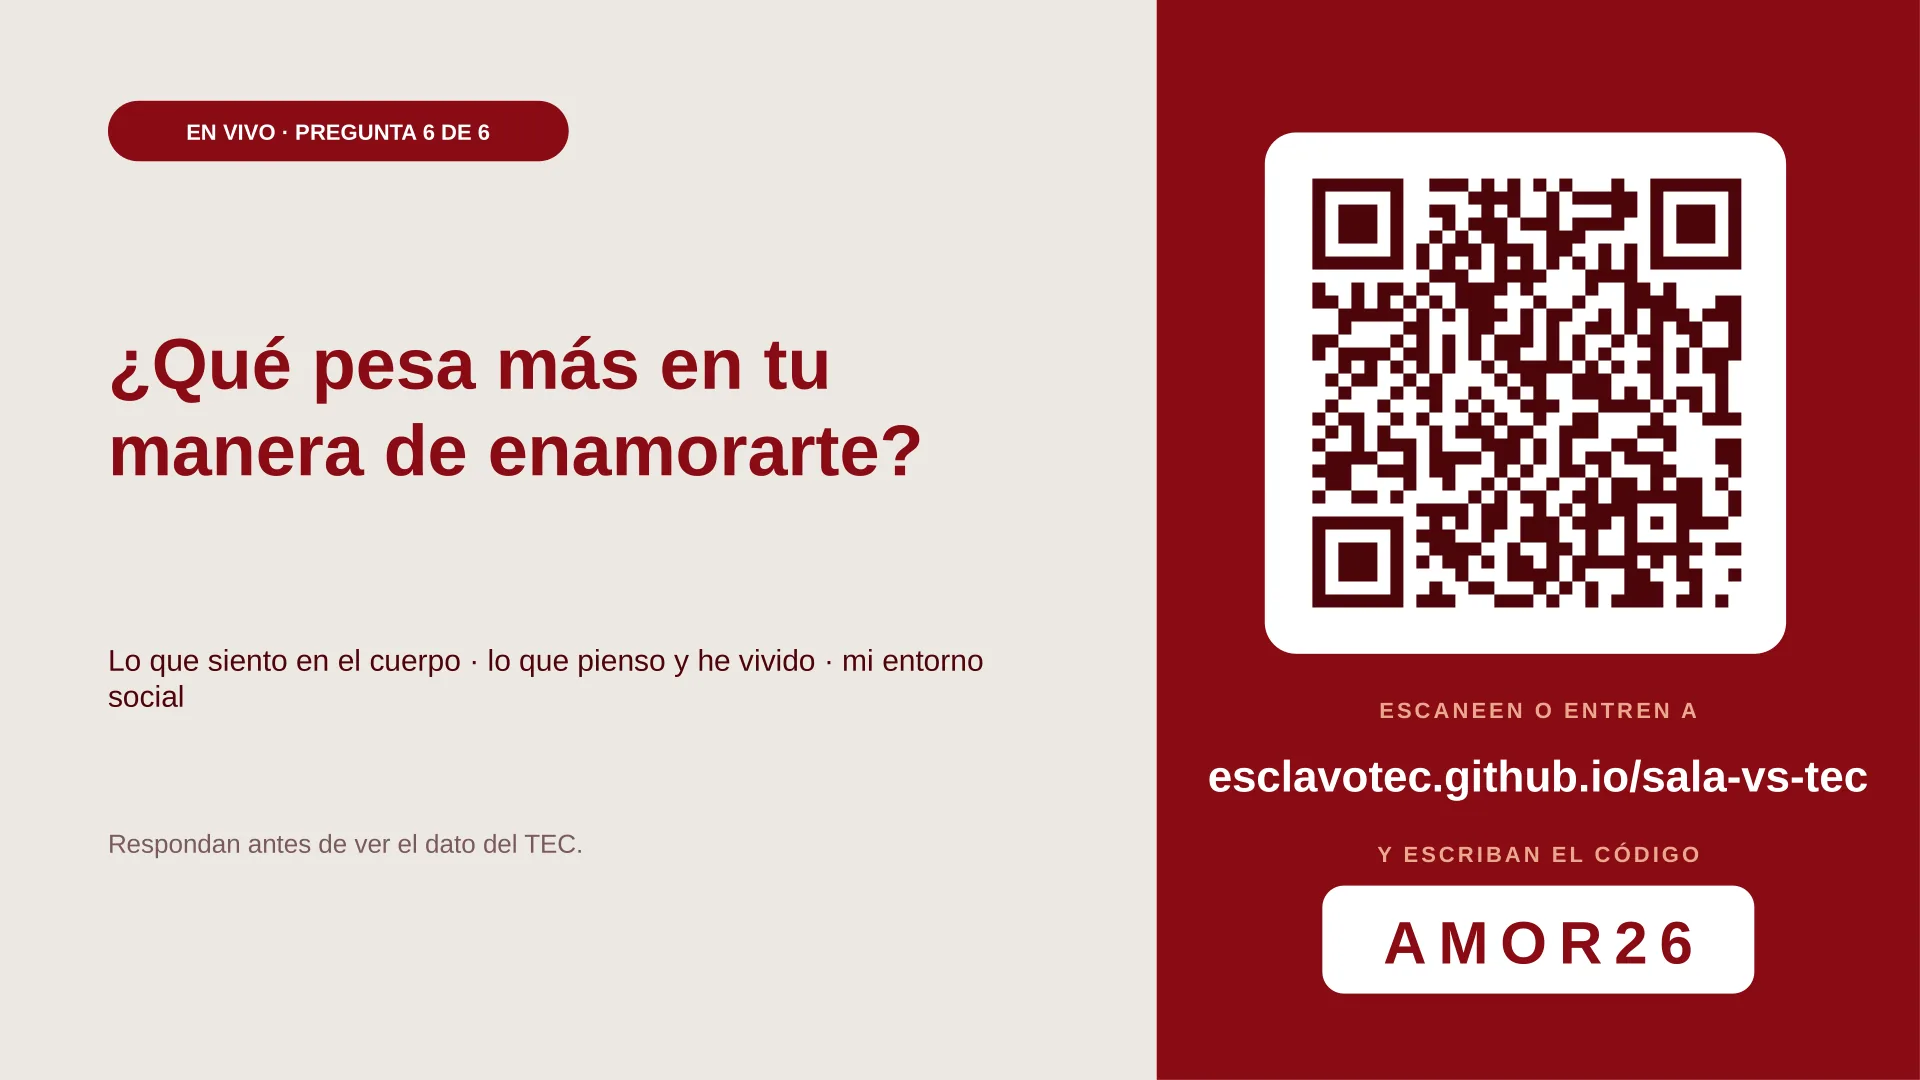 EN VIVO · PREGUNTA 6 DE 6
¿Qué pesa más en tu
manera de enamorarte?
Lo que siento en el cuerpo · lo que pienso y he vivido · mi entorno
social
Respondan antes de ver el dato del TEC.
ESCANEEN O ENTREN A
esclavotec.github.io/sala-vs-tec
Y ESCRIBAN EL CÓDIGO
AMOR26